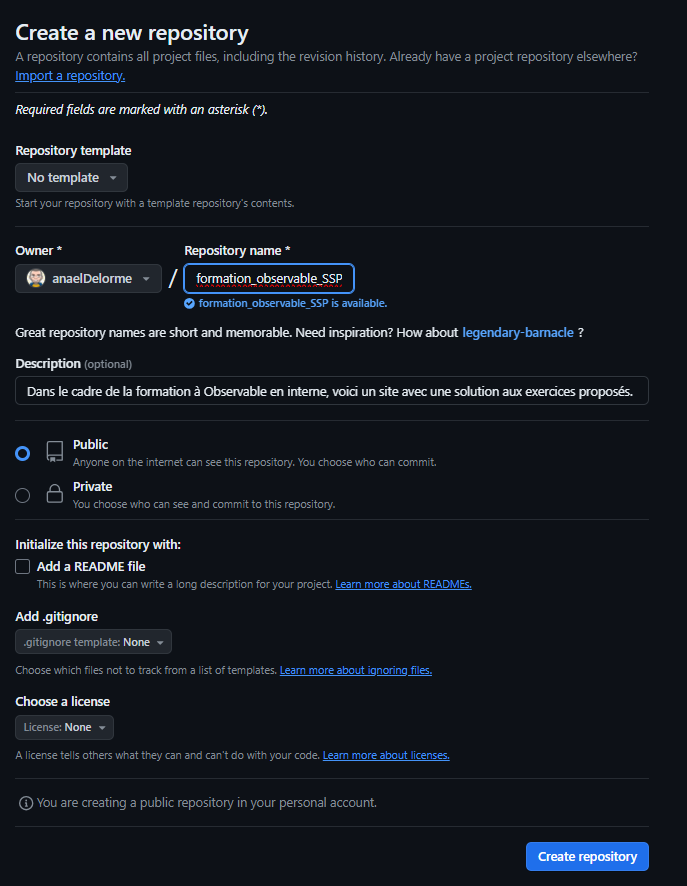 Create a new repository
A repository contains all project files, including the revision history. Already have a project repository elsewhere?
Import a repository.
Required fields are marked with an asterisk (*).
Repository template
No template
Start your repository with a template repository's contents.
Owner *
Repository name *
anaelDelorme
/
formation_observable_SSP
formation_observable_SSP is available.
Great repository names are short and memorable. Need inspiration? How about legendary-barnacle ?
Description (optional)
Dans le cadre de la formation à Observable en interne, voici un site avec une solution aux exercices proposés.
Public
Anyone on the internet can see this repository. You choose who can commit.
Private
You choose who can see and commit to this repository.
Initialize this repository with:
Add a README file
This is where you can write a long description for your project. Learn more about READMEs.
Add .gitignore
.gitignore template: None
Choose which files not to track from a list of templates. Learn more about ignoring files.
Choose a license
License: None
A license tells others what they can and can't do with your code. Learn more about licenses.
You are creating a public repository in your personal account.
Create repository